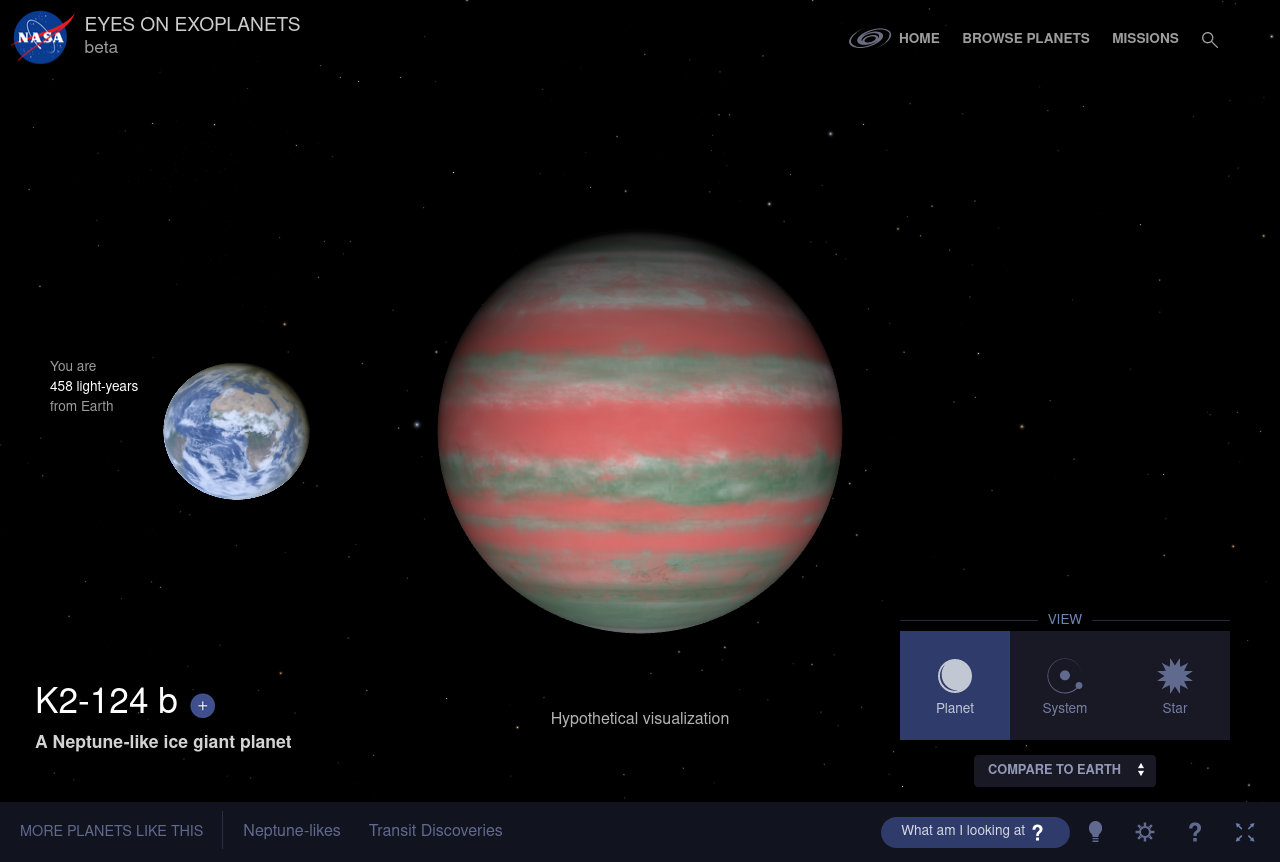 NASA
EYES ON EXOPLANETS
beta
HOME
BROWSE PLANETS
MISSIONS
You are
458 light-years
from Earth
VIEW
Planet
System
Star
K2-124 b +
A Neptune-like ice giant planet
Hypothetical visualization
COMPARE TO EARTH
MORE PLANETS LIKE THIS
Neptune-likes
Transit Discoveries
What am I looking at ?
?